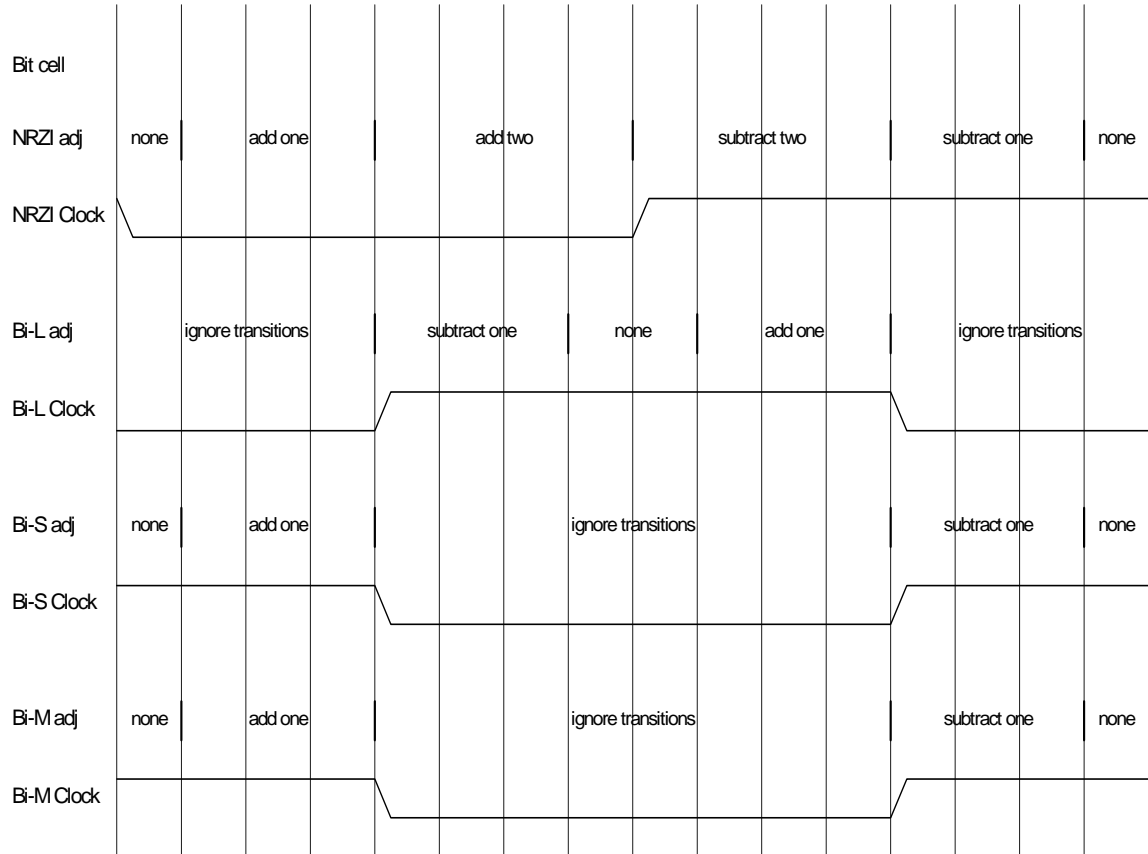 Bit cell
NRZI adj none add one add two subtract two subtract one none
NRZI Clock
Bi-L adj ignore transitions subtract one none add one ignore transitions
Bi-L Clock
Bi-S adj none add one ignore transitions subtract one none
Bi-S Clock
Bi-M adj none add one ignore transitions subtract one none
Bi-M Clock